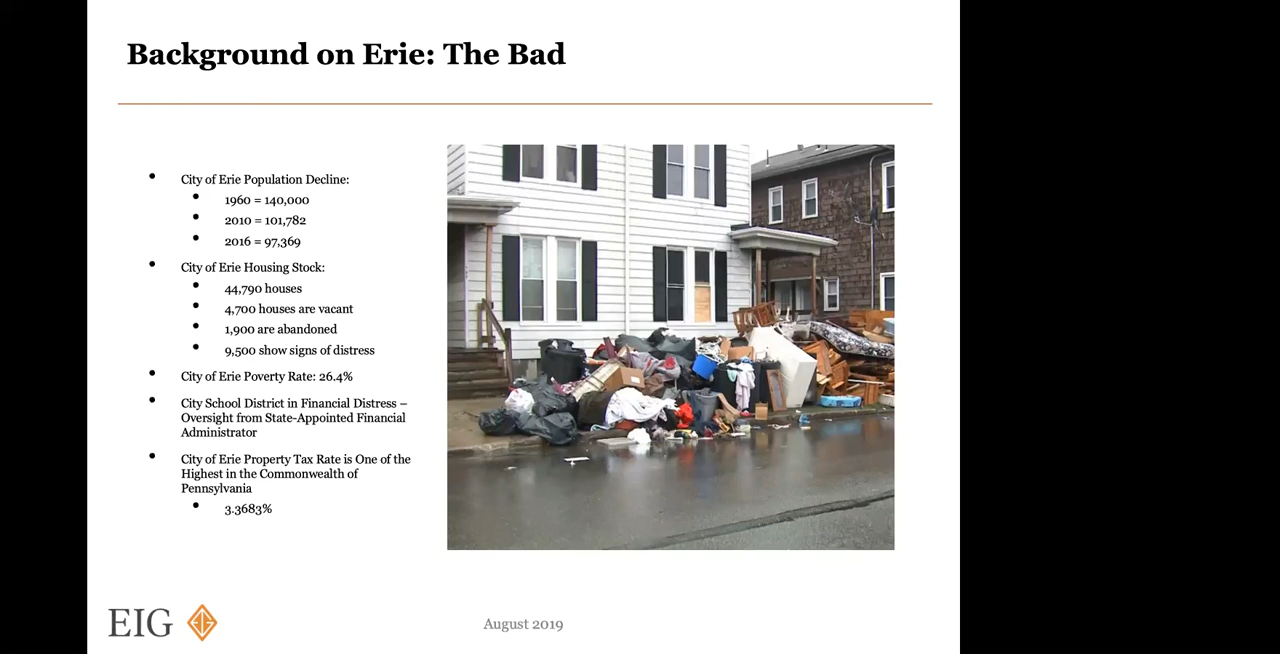 Background on Erie: The Bad
• City of Erie Population Decline:
• 1960 = 140,000
• 2010 = 101,782
• 2016 = 97,369
• City of Erie Housing Stock:
• 44,790 houses
• 4,700 houses are vacant
• 1,900 are abandoned
• 9,500 show signs of distress
• City of Erie Poverty Rate: 26.4%
• City School District in Financial Distress –
Oversight from State-Appointed Financial
Administrator
• City of Erie Property Tax Rate is One of the
Highest in the Commonwealth of
Pennsylvania
• 3.3683%
EIG
August 2019